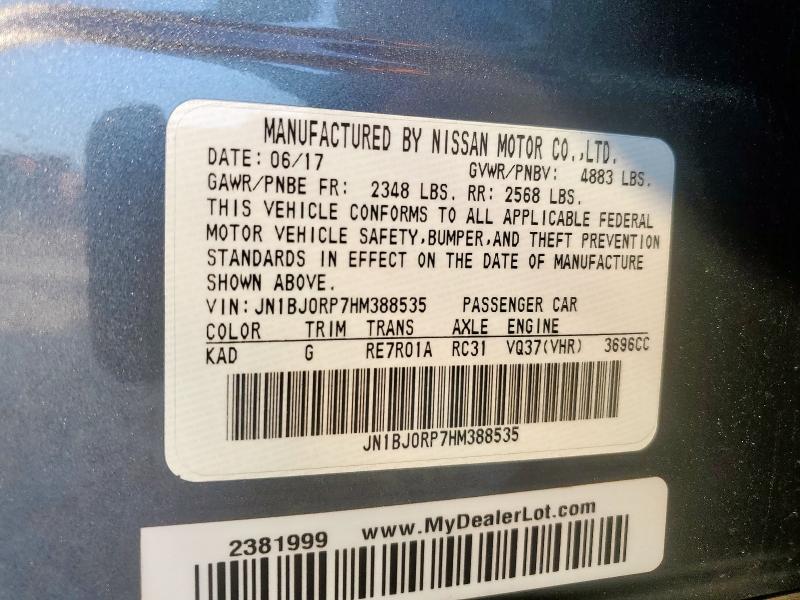 MANUFACTURED BY NISSAN MOTOR CO.,LTD.
DATE: 06/17 GVWR/PNBV: 4883 LBS.
GAWR/PNBE FR: 2348 LBS. RR: 2568 LBS.
THIS VEHICLE CONFORMS TO ALL APPLICABLE FEDERAL
MOTOR VEHICLE SAFETY,BUMPER,AND THEFT PREVENTION
STANDARDS IN EFFECT ON THE DATE OF MANUFACTURE
SHOWN ABOVE.
VIN: JN1BJ0RP7HM388535 PASSENGER CAR
COLOR TRIM TRANS AXLE ENGINE
KAD G RE7R01A RC31 VQ37(VHR) 3696CC
JN1BJ0RP7HM388535
2381999 www.MyDealerLot.com